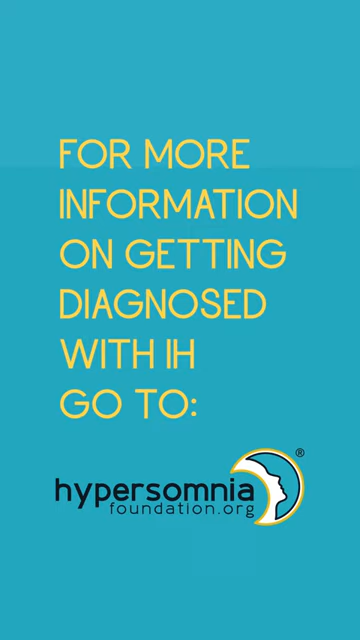 FOR MORE
INFORMATION
ON GETTING
DIAGNOSED
WITH IH
GO TO:
hypersomnia®
foundation.org